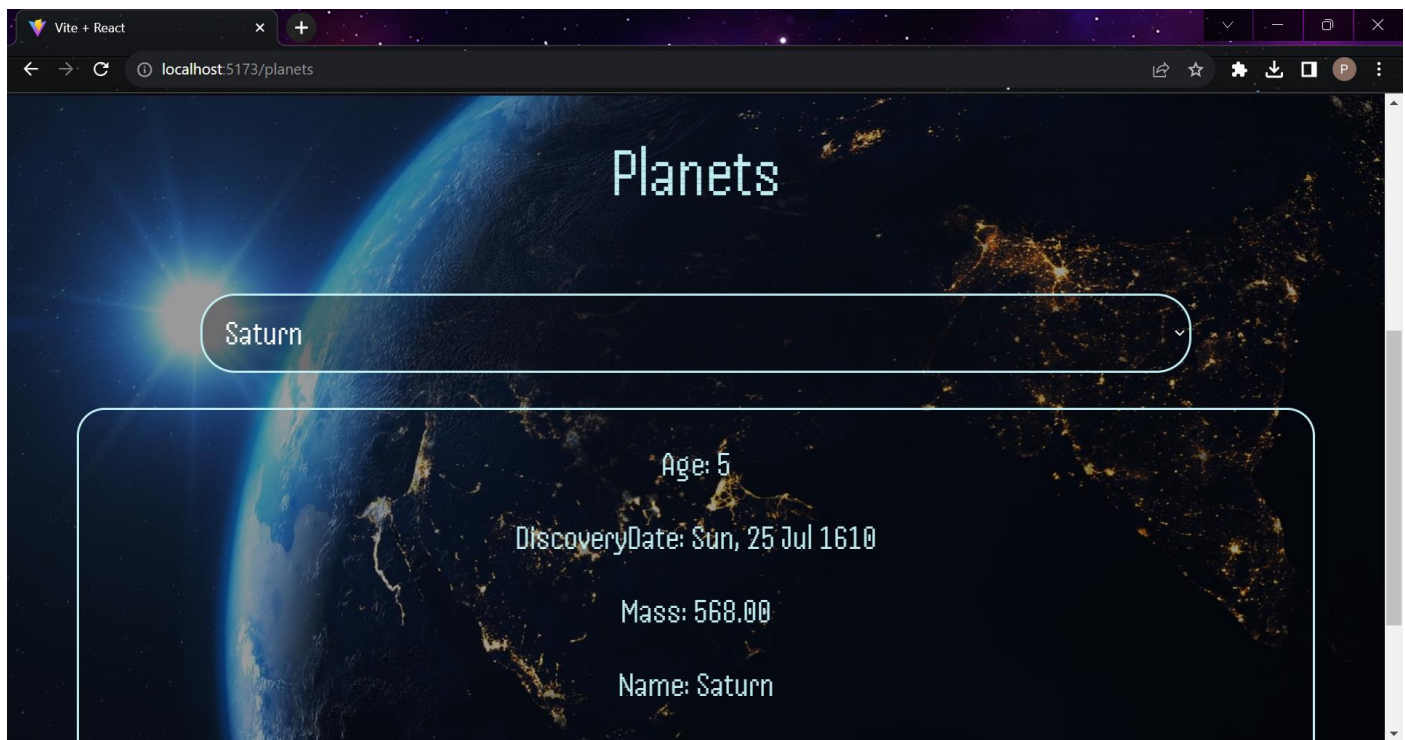 Vite + React
localhost:5173/planets
P
Planets
Saturn
Age: 5
DiscoveryDate: Sun, 25 Jul 1610
Mass: 568.00
Name: Saturn